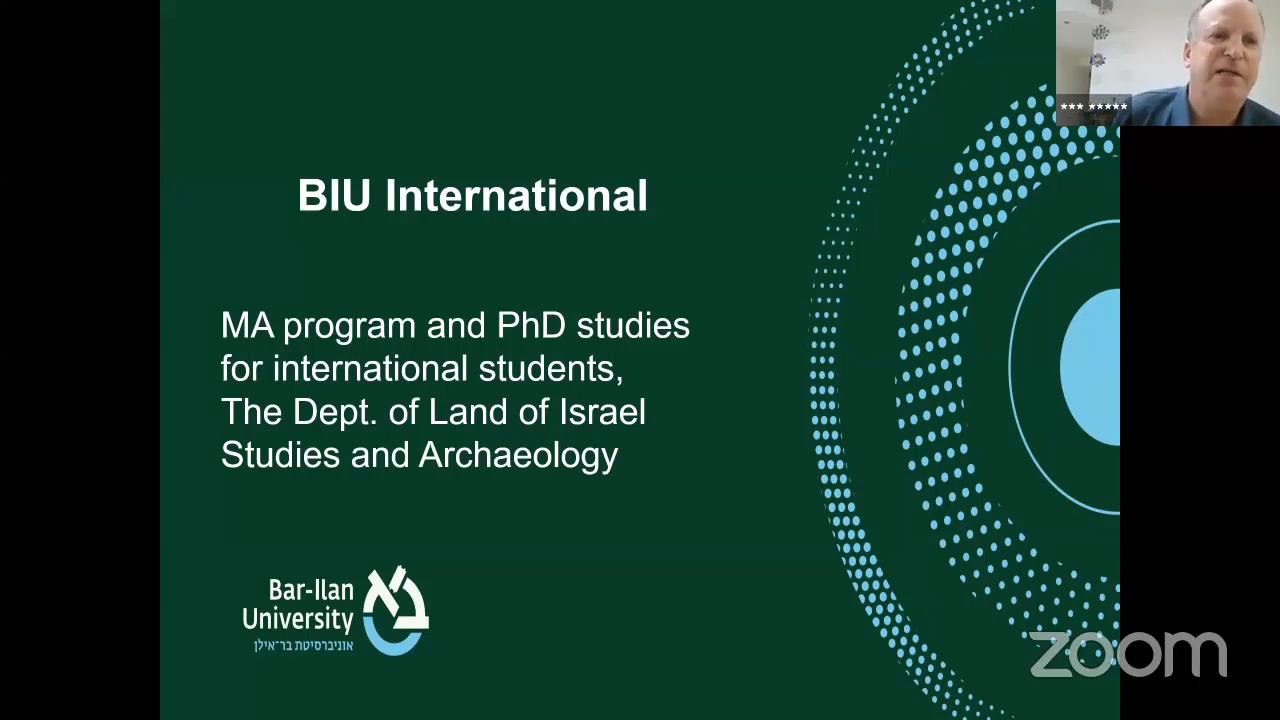 *** *****
BIU International
MA program and PhD studies
for international students,
The Dept. of Land of Israel
Studies and Archaeology
Bar-Ilan
University
אוניברסיטת בר־אילן
zoom